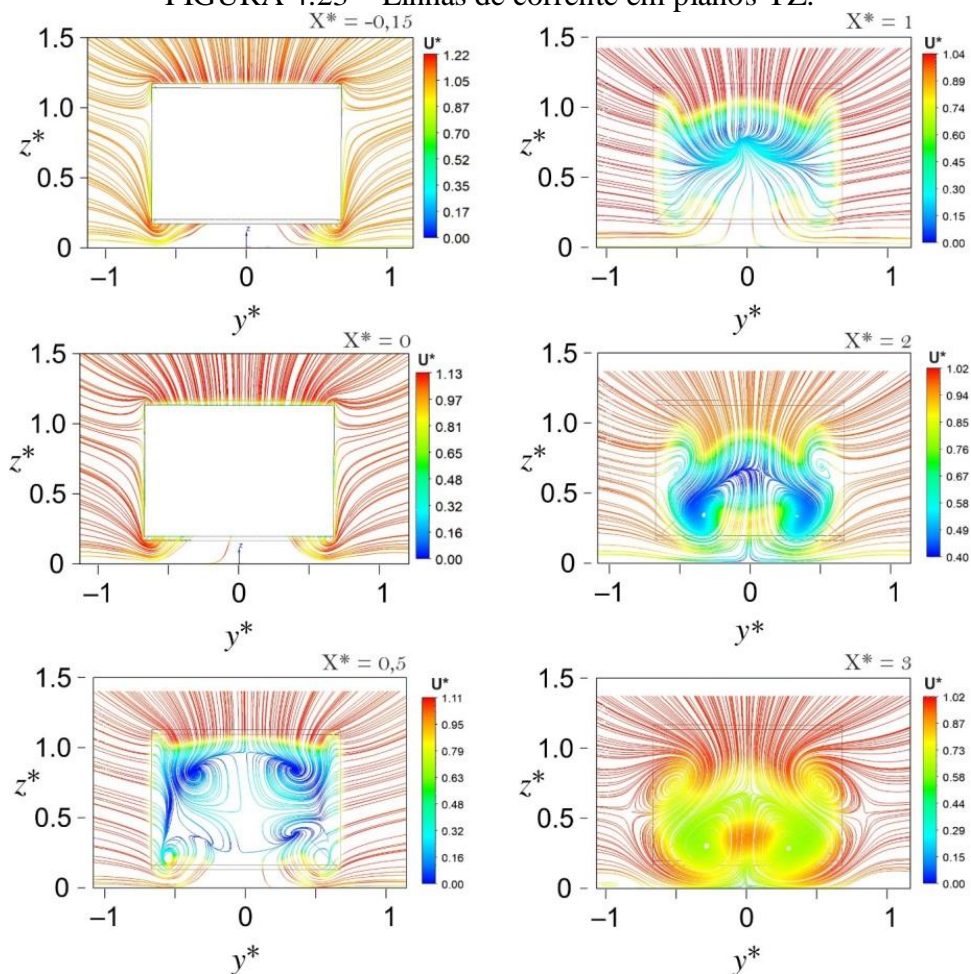 FIGURA 4.23 – Linhas de corrente em planos YZ.
X* = -0,15
U*
1.22
1.05
0.87
0.70
0.52
0.35
0.17
0.00
1.5
1.0
0.5
0
z*
z
−1 0 1
y*
X* = 1
U*
1.04
0.89
0.74
0.59
0.45
0.30
0.15
0.00
1.5
1.0
0.5
0
z*
−1 0 1
y*
X* = 0
U*
1.13
0.97
0.81
0.65
0.48
0.32
0.16
0.00
1.5
1.0
0.5
0
z*
z
−1 0 1
y*
X* = 2
U*
1.02
0.94
0.85
0.76
0.67
0.58
0.48
0.40
1.5
1.0
0.5
0
z*
−1 0 1
y*
X* = 0,5
U*
1.11
0.95
0.79
0.63
0.48
0.32
0.16
0.00
1.5
1.0
0.5
0
z*
−1 0 1
y*
X* = 3
U*
1.02
0.87
0.73
0.58
0.44
0.29
0.15
0.00
1.5
1.0
0.5
0
z*
−1 0 1
y*